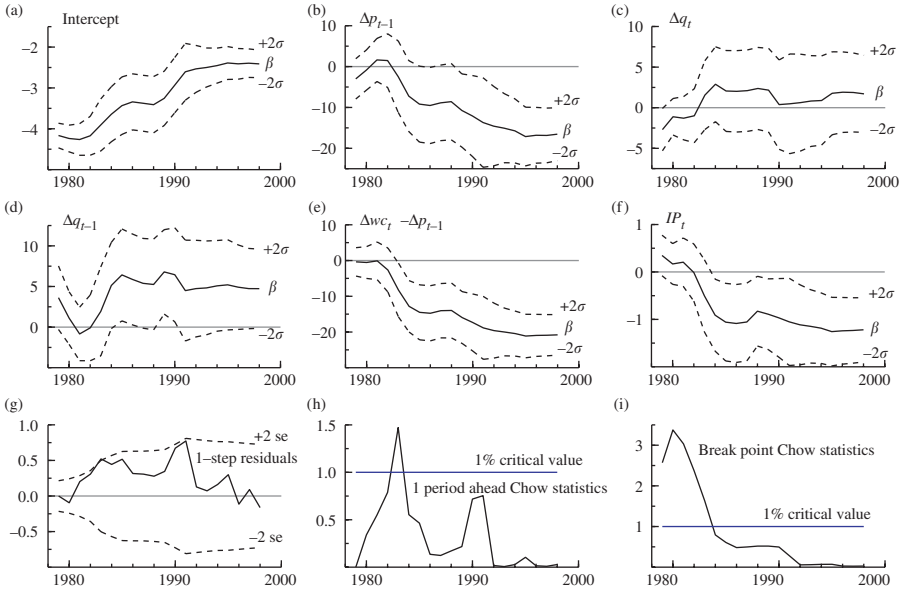 (a)
Intercept
+2σ
β
−2σ
−2
−3
−4
1980 1990 2000
(b)
Δp_{t−1}
+2σ
β
−2σ
10
0
−10
−20
1980 1990 2000
(c)
Δq_t
+2σ
β
−2σ
10
5
0
−5
1980 1990 2000
(d)
Δq_{t−1}
+2σ
β
−2σ
10
5
0
1980 1990 2000
(e)
Δwc_t −Δp_{t−1}
+2σ
β
−2σ
10
0
−10
−20
1980 1990 2000
(f)
IP_t
+2σ
β
−2σ
1
0
−1
1980 1990 2000
(g)
+2 se
1–step residuals
−2 se
1.0
0.5
0.0
−0.5
1980 1990 2000
(h)
1% critical value
1 period ahead Chow statistics
1.5
1.0
0.5
1980 1990 2000
(i)
Break point Chow statistics
1% critical value
3
2
1
1980 1990 2000